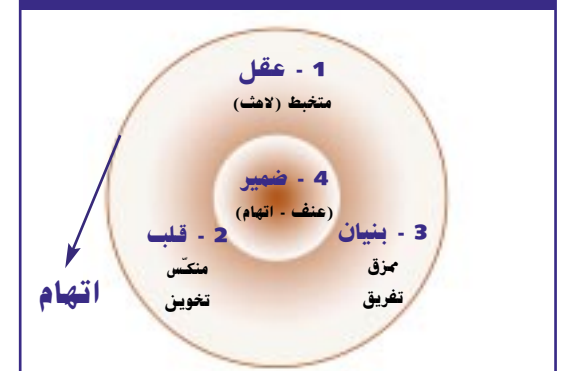 1 - عقل
متخبط (لاهث)
4 - ضمير
(عنف - اتهام)
3 - بنيان
ممزق
تفريق
2 - قلب
منكّس
تخوين
اتهام